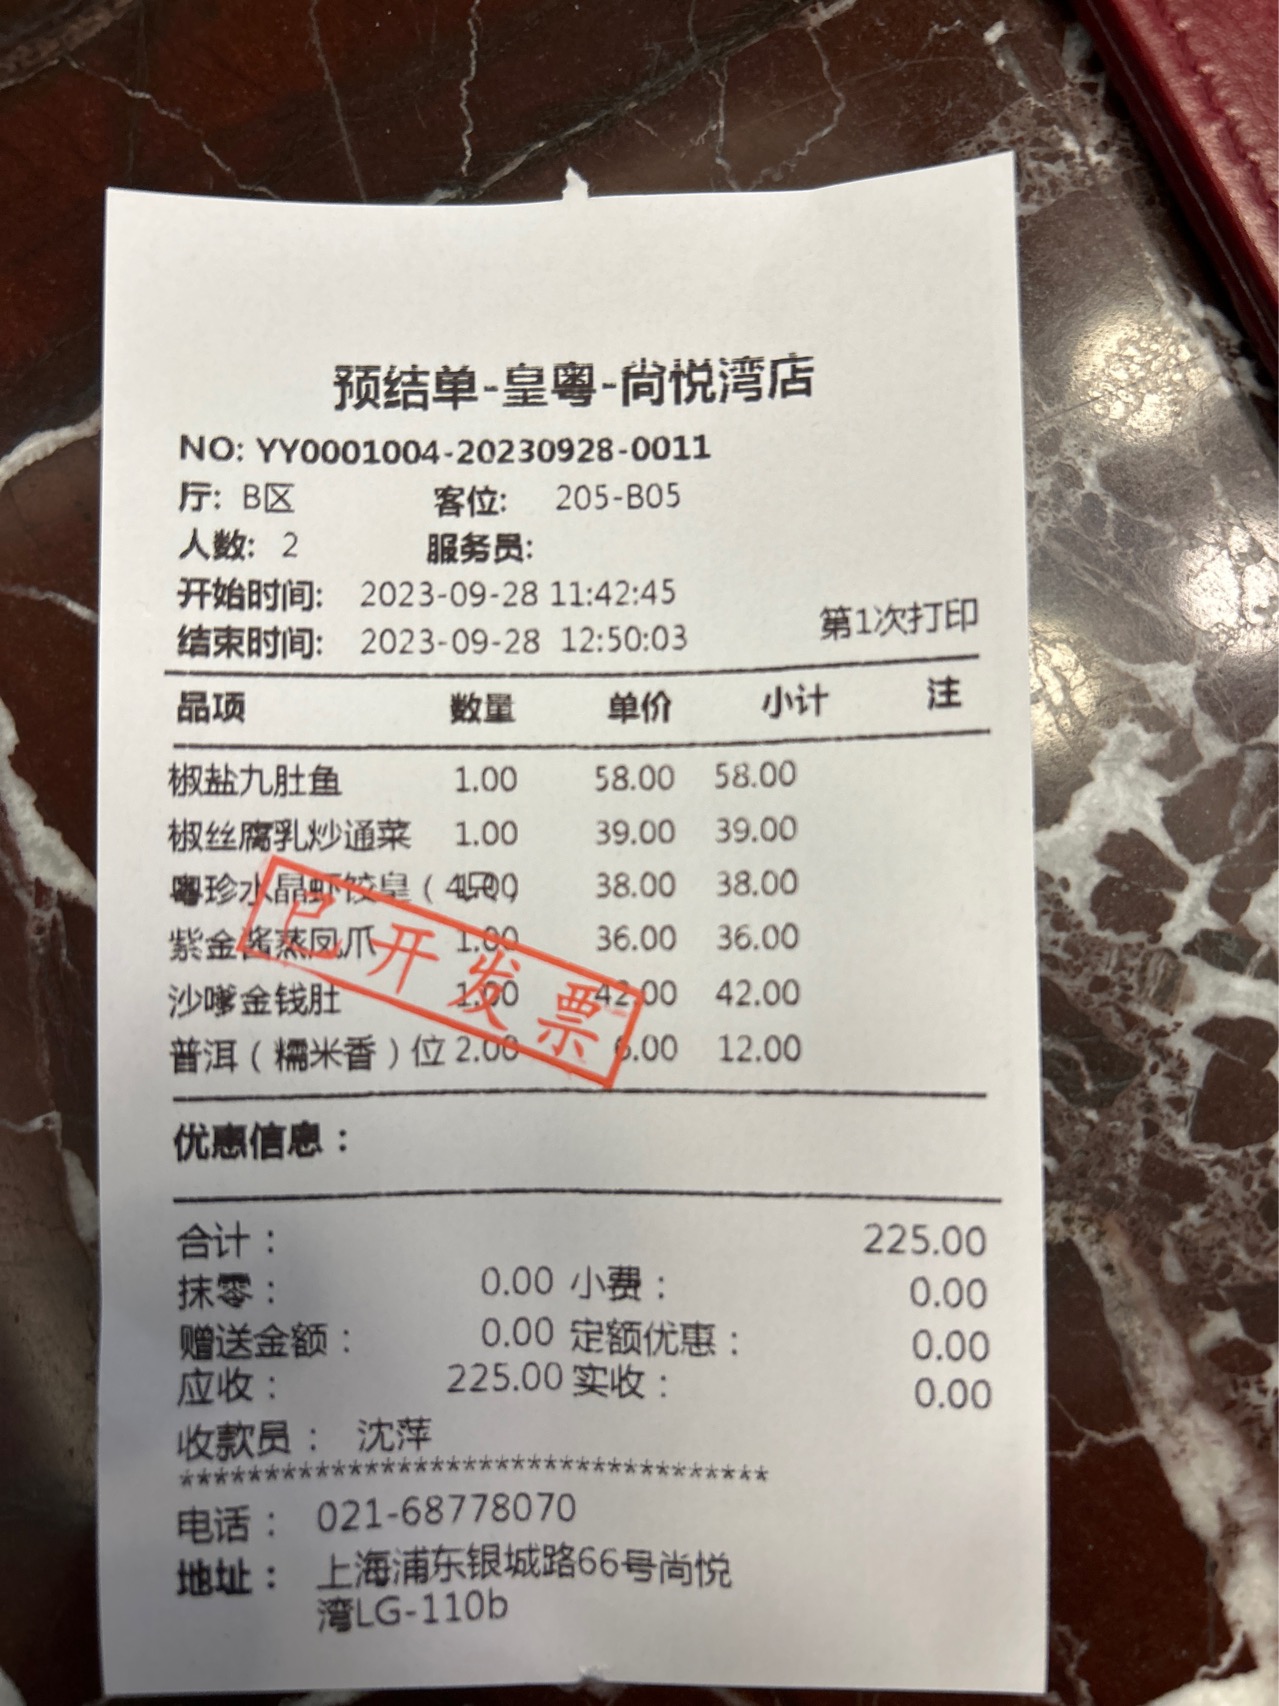 预结单-皇粤-尚悦湾店
NO: YY0001004-20230928-0011
厅: B区 客位: 205-B05
人数: 2 服务员:
开始时间: 2023-09-28 11:42:45
结束时间: 2023-09-28 12:50:03 第1次打印
品项 数量 单价 小计 注
椒盐九肚鱼 1.00 58.00 58.00
椒丝腐乳炒通菜 1.00 39.00 39.00
粤珍水晶虾饺皇（4只） 38.00 38.00
紫金酱蒸凤爪 1.00 36.00 36.00
沙嗲金钱肚 1.00 42.00 42.00
普洱（糯米香）位 2.00 6.00 12.00
已开发票
优惠信息：
合计： 225.00
抹零： 0.00 小费： 0.00
赠送金额： 0.00 定额优惠： 0.00
应收： 225.00 实收： 0.00
收款员： 沈萍
***********************************
电话： 021-68778070
地址： 上海浦东银城路66号尚悦
湾LG-110b